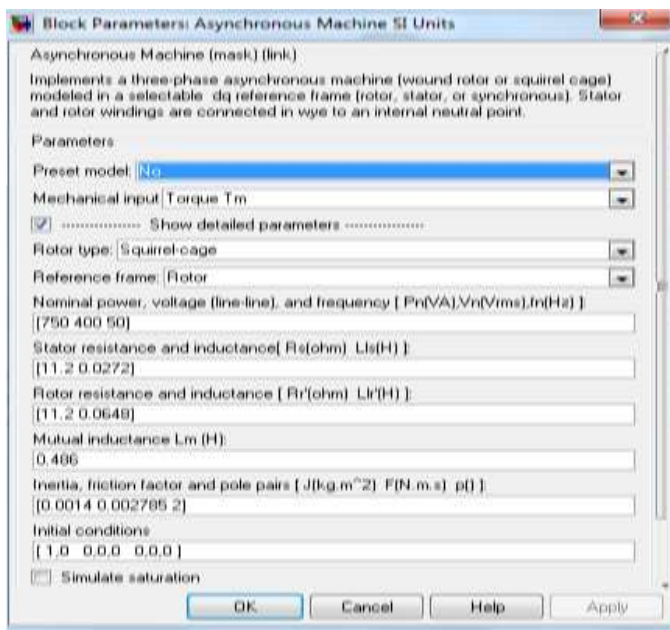 Block Parameters: Asynchronous Machine SI Units
Asynchronous Machine (mask) (link)
Implements a three-phase asynchronous machine (wound rotor or squirrel cage)
modeled in a selectable dq reference frame (rotor, stator, or synchronous). Stator
and rotor windings are connected in wye to an internal neutral point.
Parameters
Preset model: No
Mechanical input Torque Tm
---------------- Show detailed parameters ----------------
Rotor type: Squirrel-cage
Reference frame: Rotor
Nominal power, voltage (line-line), and frequency [ Pn(VA),Vn(Vrms),fn(Hz) ]:
[750 400 50]
Stator resistance and inductance[ Rs(ohm) Lls(H) ]:
[11.2 0.0272]
Rotor resistance and inductance [ Rr'(ohm) Llr'(H) ]:
[11.2 0.0648]
Mutual inductance Lm (H):
0.486
Inertia, friction factor and pole pairs [ J(kg.m^2) F(N.m.s) p() ]:
[0.0014 0.002785 2]
Initial conditions
[ 1,0 0,0,0 0,0,0 ]
Simulate saturation
OK Cancel Help Apply